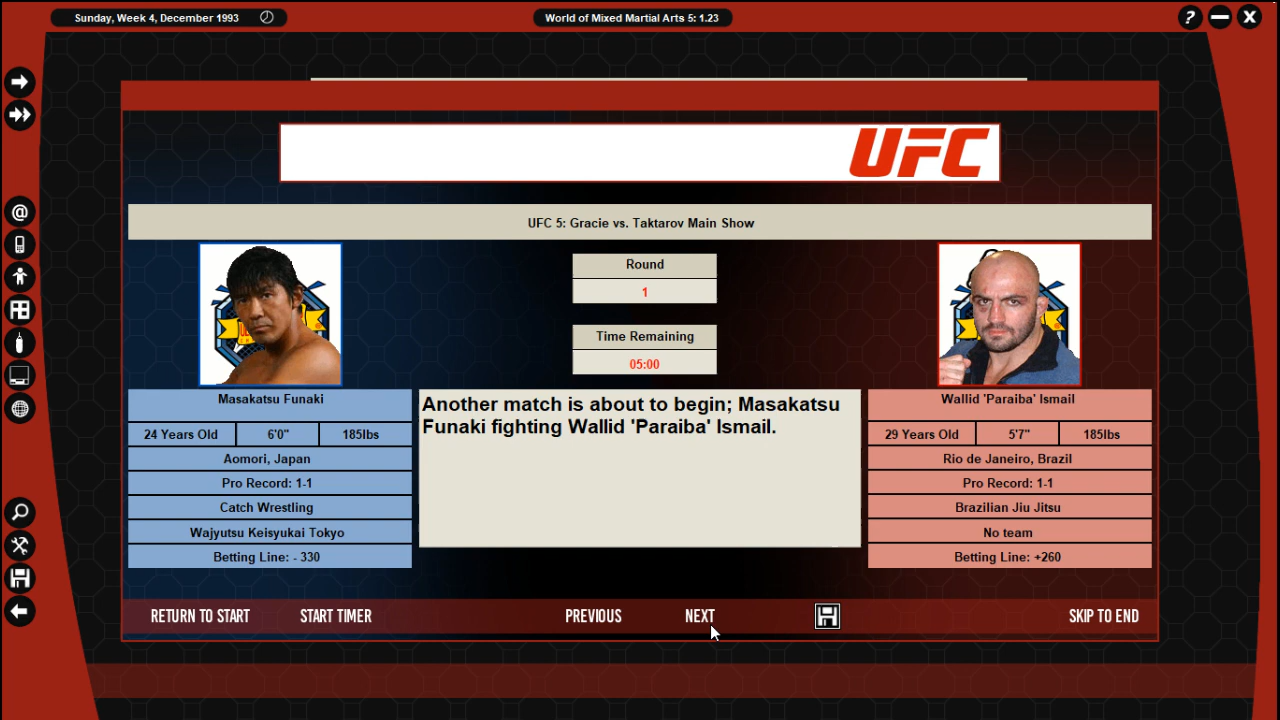 Sunday, Week 4, December 1993
World of Mixed Martial Arts 5: 1.23
?
X
@
UFC
UFC 5: Gracie vs. Taktarov Main Show
Round
1
Time Remaining
05:00
Masakatsu Funaki
24 Years Old
6'0"
185lbs
Aomori, Japan
Pro Record: 1-1
Catch Wrestling
Wajyutsu Keisyukai Tokyo
Betting Line: - 330
Another match is about to begin; Masakatsu
Funaki fighting Wallid 'Paraiba' Ismail.
Wallid 'Paraiba' Ismail
29 Years Old
5'7"
185lbs
Rio de Janeiro, Brazil
Pro Record: 1-1
Brazilian Jiu Jitsu
No team
Betting Line: +260
RETURN TO START
START TIMER
PREVIOUS
NEXT
SKIP TO END